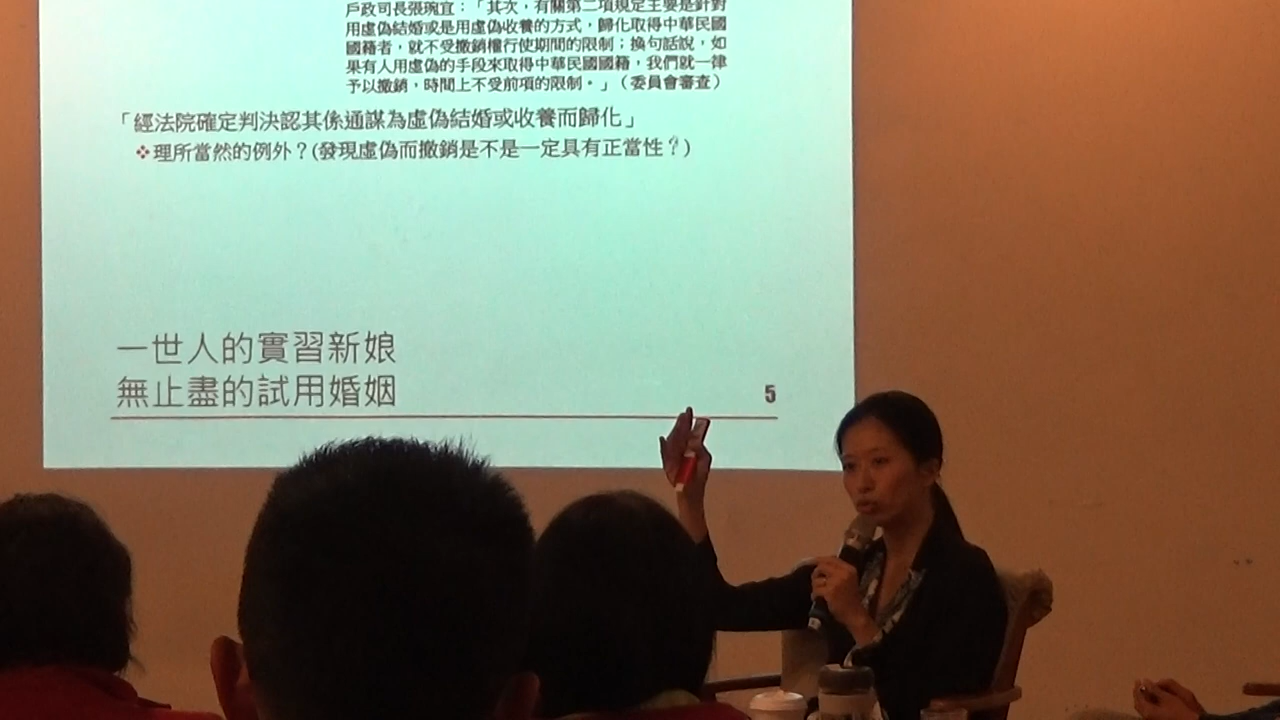 戶政司長張琬宜：「其次，有關第二項規定主要是針對
用虛偽結婚或是用虛偽收養的方式，歸化取得中華民國
國籍者，就不受撤銷權行使期間的限制；換句話說，如
果有人用虛偽的手段來取得中華民國國籍，我們就一律
予以撤銷，時間上不受前項的限制。」（委員會審查）
「經法院確定判決認其係通謀為虛偽結婚或收養而歸化」
❖理所當然的例外？(發現虛偽而撤銷是不是一定具有正當性？)
一世人的實習新娘
無止盡的試用婚姻
5